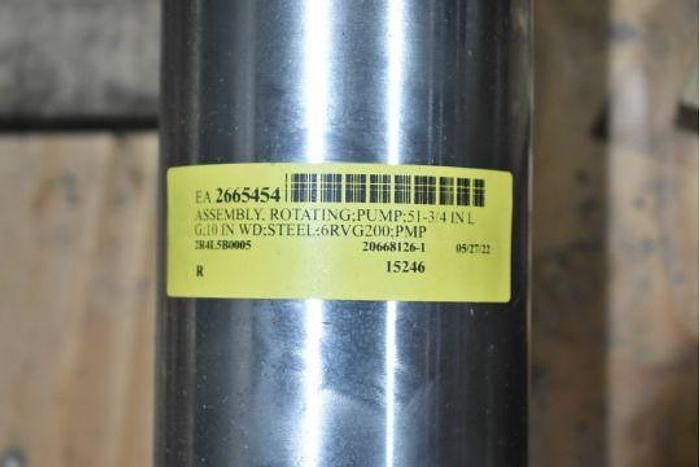 EA 2665454
ASSEMBLY, ROTATING;PUMP;51-3/4 IN L
G;10 IN WD;STEEL;6RVG200;PMP
2R4L5B0005 20668126-1 05/27/22
R 15246